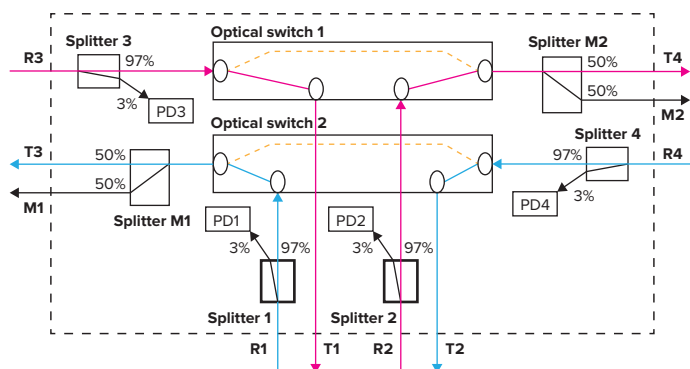 Splitter 3
Optical switch 1
Splitter M2
R3
97%
50%
T4
3%
PD3
50%
M2
Optical switch 2
Splitter 4
T3
50%
97%
R4
50%
3%
M1
Splitter M1
PD1
PD2
PD4
3%
97%
3%
97%
Splitter 1
Splitter 2
R1
T1
R2
T2